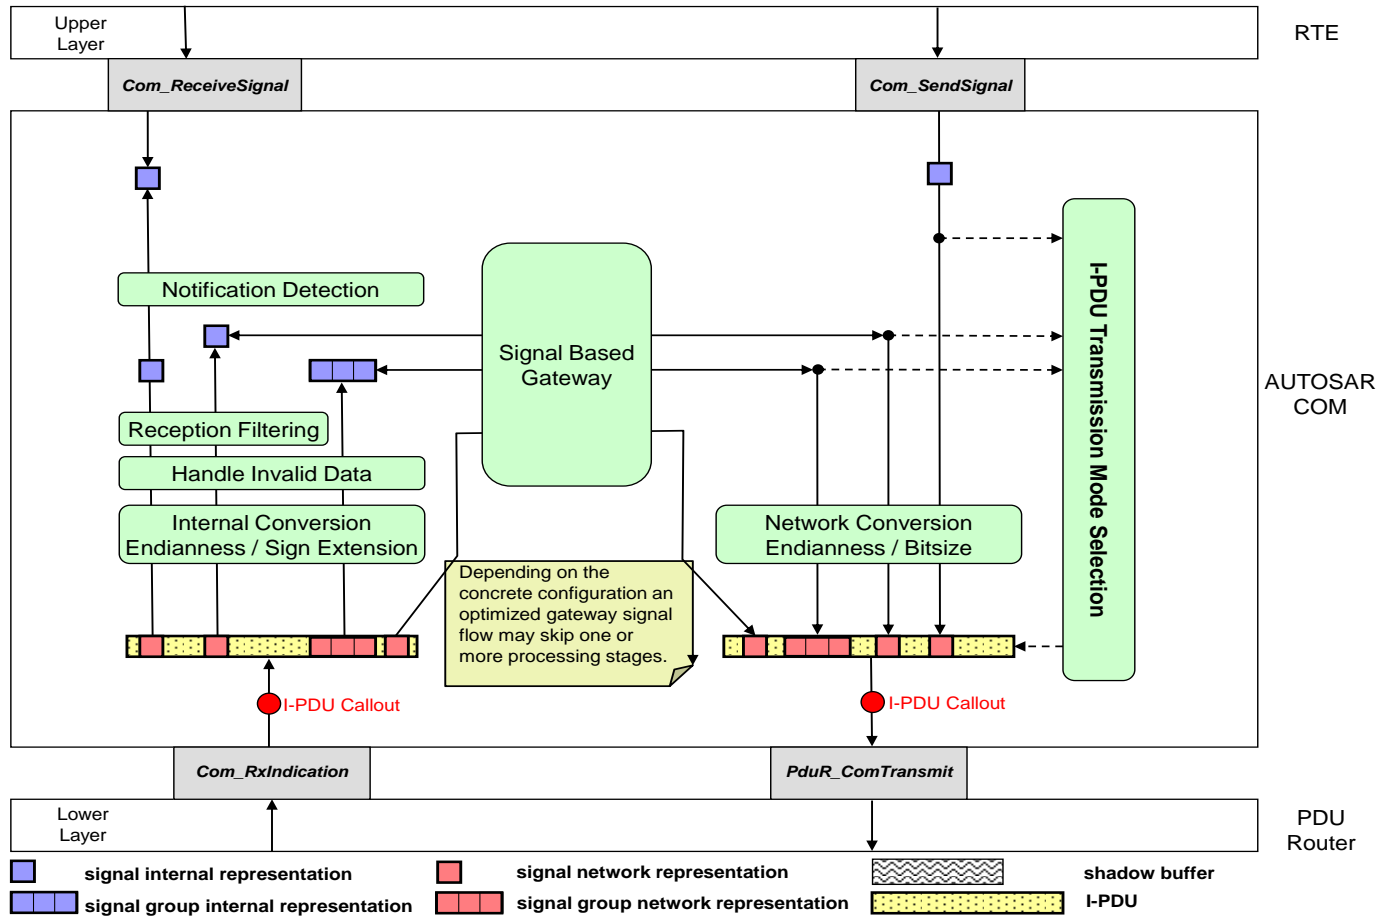 Upper
Layer
RTE
Com_ReceiveSignal
Com_SendSignal
Notification Detection
Signal Based
Gateway
I-PDU Transmission Mode Selection
AUTOSAR
COM
Reception Filtering
Handle Invalid Data
Internal Conversion
Endianness / Sign Extension
Network Conversion
Endianness / Bitsize
Depending on the
concrete configuration an
optimized gateway signal
flow may skip one or
more processing stages.
I-PDU Callout
I-PDU Callout
Com_RxIndication
PduR_ComTransmit
Lower
Layer
PDU
Router
signal internal representation
signal network representation
shadow buffer
signal group internal representation
signal group network representation
I-PDU